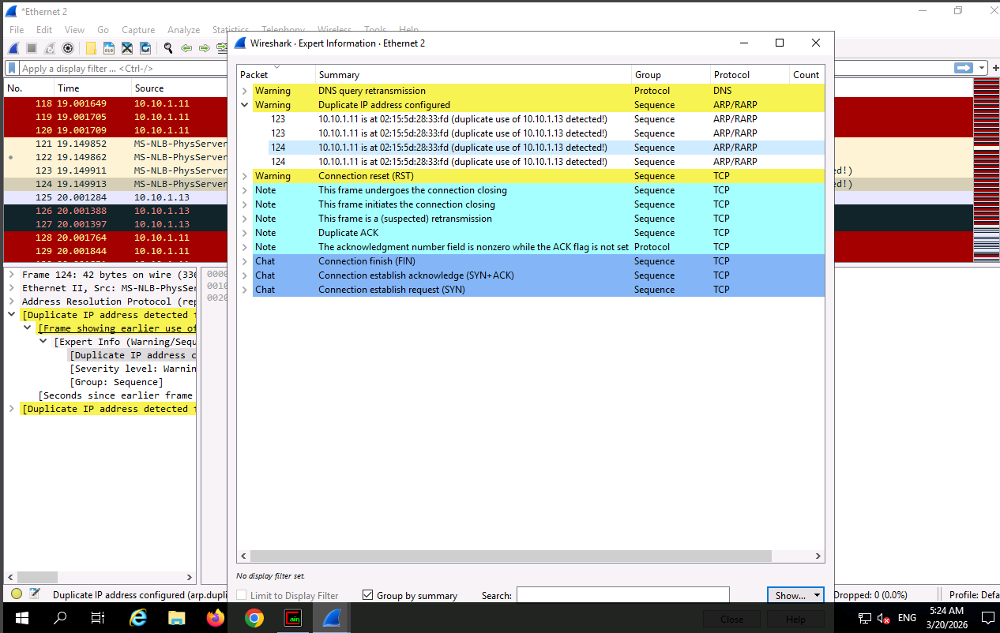 *Ethernet 2
File Edit View Go Capture Analyze Statistics Telephony Wireless Tools Help
Wireshark · Expert Information · Ethernet 2
Apply a display filter ... <Ctrl-/>
No. Time Source
118 19.001649 10.10.1.11
119 19.001705 10.10.1.11
120 19.001709 10.10.1.11
121 19.149852 MS-NLB-PhysServer
122 19.149862 MS-NLB-PhysServer
123 19.149911 MS-NLB-PhysServer ed!)
124 19.149913 MS-NLB-PhysServer ed!)
125 20.001284 10.10.1.13
126 20.001388 10.10.1.13
127 20.001397 10.10.1.13
128 20.001764 10.10.1.11
129 20.001844 10.10.1.11
Packet Summary Group Protocol Count
Warning DNS query retransmission Protocol DNS
Warning Duplicate IP address configured Sequence ARP/RARP
123 10.10.1.11 is at 02:15:5d:28:33:fd (duplicate use of 10.10.1.13 detected!) Sequence ARP/RARP
123 10.10.1.11 is at 02:15:5d:28:33:fd (duplicate use of 10.10.1.13 detected!) Sequence ARP/RARP
124 10.10.1.11 is at 02:15:5d:28:33:fd (duplicate use of 10.10.1.13 detected!) Sequence ARP/RARP
124 10.10.1.11 is at 02:15:5d:28:33:fd (duplicate use of 10.10.1.13 detected!) Sequence ARP/RARP
Warning Connection reset (RST) Sequence TCP
Note This frame undergoes the connection closing Sequence TCP
Note This frame initiates the connection closing Sequence TCP
Note This frame is a (suspected) retransmission Sequence TCP
Note Duplicate ACK Sequence TCP
Note The acknowledgment number field is nonzero while the ACK flag is not set Protocol TCP
Chat Connection finish (FIN) Sequence TCP
Chat Connection establish acknowledge (SYN+ACK) Sequence TCP
Chat Connection establish request (SYN) Sequence TCP
Frame 124: 42 bytes on wire (336
Ethernet II, Src: MS-NLB-PhysSer
Address Resolution Protocol (rep
[Duplicate IP address detected f
[Frame showing earlier use of
[Expert Info (Warning/Sequ
[Duplicate IP address c
[Severity level: Warnin
[Group: Sequence]
[Seconds since earlier frame
[Duplicate IP address detected f
0000
0010
0020
No display filter set.
Limit to Display Filter Group by summary Search: Show...
Close Help
Duplicate IP address configured (arp.dupli Dropped: 0 (0.0%) Profile: Defa
ain
ENG
5:24 AM
3/20/2026